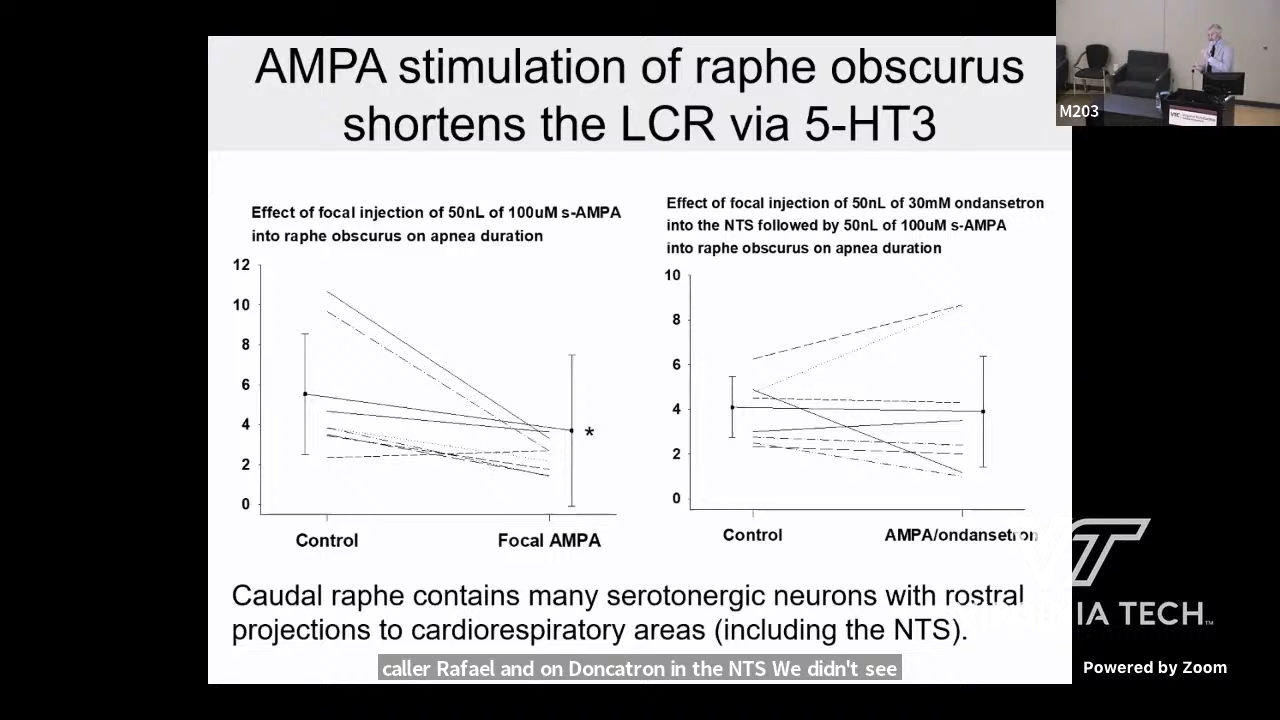 AMPA stimulation of raphe obscurus
shortens the LCR via 5-HT3
M203
Effect of focal injection of 50nL of 100uM s-AMPA
into raphe obscurus on apnea duration
12
10
8
6
4
2
0
*
Control
Focal AMPA
Effect of focal injection of 50nL of 30mM ondansetron
into the NTS followed by 50nL of 100uM s-AMPA
into raphe obscurus on apnea duration
10
8
6
4
2
0
Control
AMPA/ondansetron
Caudal raphe contains many serotonergic neurons with rostral
projections to cardiorespiratory areas (including the NTS).
caller Rafael and on Doncatron in the NTS We didn't see
VIRGINIA TECH™
Powered by Zoom